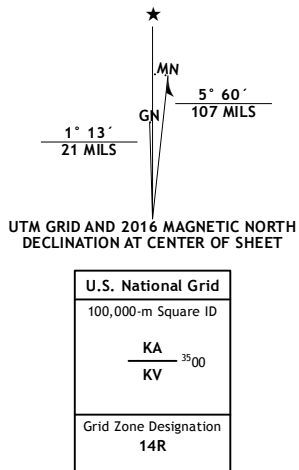 MN
GN
5° 60´
107 MILS
1° 13´
21 MILS
UTM GRID AND 2016 MAGNETIC NORTH
DECLINATION AT CENTER OF SHEET
U.S. National Grid
100,000-m Square ID
KA
3500
KV
Grid Zone Designation
14R